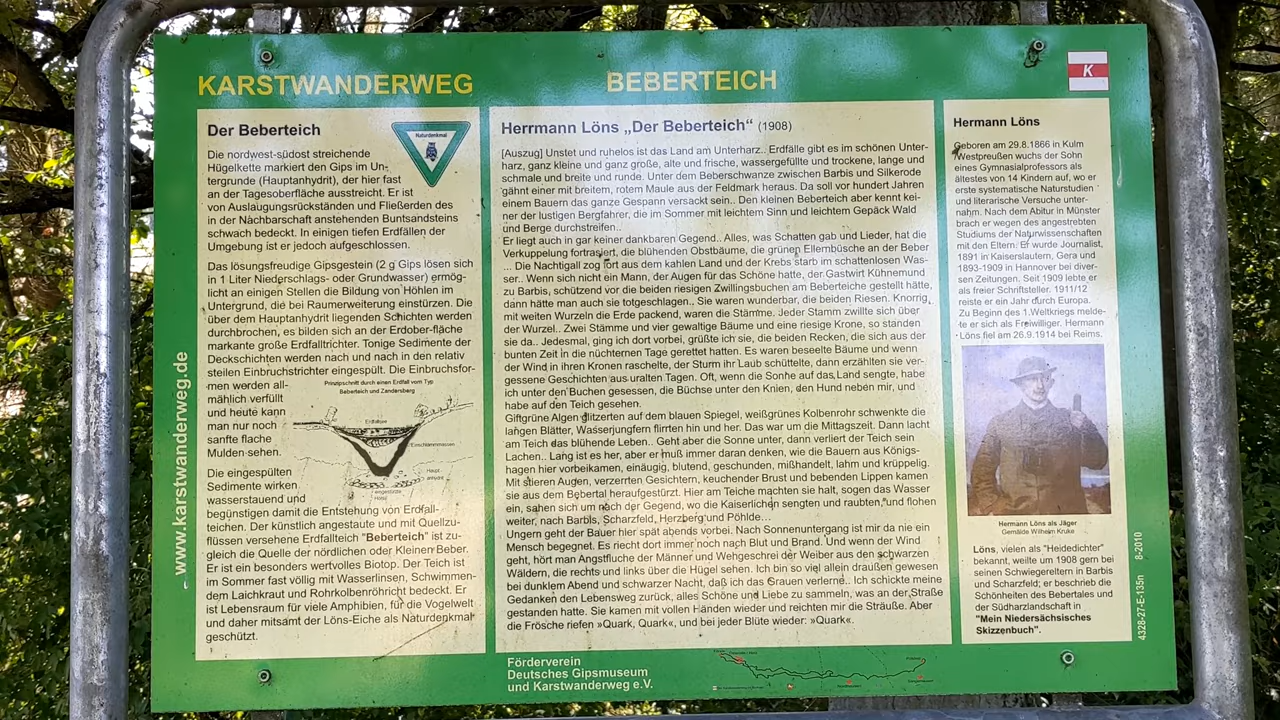 KARSTWANDERWEG
BEBERTEICH
K
Der Beberteich
Naturdenkmal
Die nordwest-südost streichende
Hügelkette markiert den Gips im Un-
tergrunde (Hauptanhydrit), der hier fast
an der Tagesoberfläche ausstreicht. Er ist
von Auslaugungsrückständen und Fließerden des
in der Nachbarschaft anstehenden Buntsandsteins
schwach bedeckt. In einigen Erdfällen der
Umgebung ist er jedoch aufgeschlossen.
Das lösungsfreudige Gipsgestein (2 g Gips lösen sich
in 1 Liter Niederschlags-oder Grundwasser) ermög-
licht an einigen Stellen die Bildung von Höhlen im
Untergrund, die bei Raumerweiterung einstürzen. Die
über dem Hauptanhydrit liegenden Schichten werden
durchbrochen, es bilden sich an der Erdober-fläche
markante große Erdfalltrichter. Tonige Sedimente der
Deckschichten werden nach und nach in den relativ
steilen Einbruchstrichter eingespült. Die Einbruchsfor-
men werden all-
mählich verfüllt
und heute kann
man nur noch
sanfte flache
Mulden sehen.
Prinzipschnitt durch einen Erdfall vom Typ
Beberteich und Zandersberg
Erdfallsee
Einschlämmassen
Haupt-
anhydrit
eingestürzte
Höhle
Die eingespülten
Sedimente wirken
wasserstauend und
begünstigen damit die Entstehung von Erdfall-
teichen. Der künstlich angestaute und mit Quellzu-
flüssen versehene Erdfallteich "Beberteich" ist zu-
gleich die Quelle der nördlichen oder Kleinen Beber.
Er ist ein besonders wertvolles Biotop. Der Teich ist
im Sommer fast völlig mit Wasserlinsen, Schwimmen-
dem Laichkraut und Rohrkolbenröhricht bedeckt. Er
ist Lebensraum für viele Amphibien, für die Vogelwelt
und daher mitsamt der Löns-Eiche als Naturdenkmal
geschützt.
www.karstwanderweg.de
Herrmann Löns „Der Beberteich“ (1908)
[Auszug] Unstet und ruhelos ist das Land am Unterharz.. Erdfälle gibt es im schönen Unter-
harz, ganz kleine und ganz große, alte und frische, wassergefüllte und trockene, lange und
schmale und breite und runde. Unter dem Beberschwanze zwischen Barbis und Silkerode
gähnt einer mit breitem, rotem Maule aus der Feldmark heraus. Da soll vor hundert Jahren
einem Bauern das ganze Gespann versackt sein.. Den kleinen Beberteich aber kennt kei-
ner der lustigen Bergfahrer, die im Sommer mit leichtem Sinn und leichtem Gepäck Wald
und Berge durchstreifen..
Er liegt auch in gar keiner dankbaren Gegend.. Alles, was Schatten gab und Lieder, hat die
Verkuppelung fortrasiert, die blühenden Obstbäume, die grünen Ellernbüsche an der Beber
... Die Nachtigall zog fort aus dem kahlen Land und der Krebs starb im schattenlosen Was-
ser.. Wenn sich nicht ein Mann, der Augen für das Schöne hatte, der Gastwirt Kühnemund
zu Barbis, schützend vor die beiden riesigen Zwillingsbuchen am Beberteiche gestellt hätte,
dann hätte man auch sie totgeschlagen.. Sie waren wunderbar, die beiden Riesen. Knorrig,
mit weiten Wurzeln die Erde packend, waren die Stämme. Jeder Stamm zwillte sich über
der Wurzel.. Zwei Stämme und vier gewaltige Bäume und eine riesige Krone, so standen
sie da.. Jedesmal, ging ich dort vorbei, grüßte ich sie, die beiden Recken, die sich aus der
bunten Zeit in die nüchternen Tage gerettet hatten. Es waren beseelte Bäume und wenn
der Wind in ihren Kronen raschelte, der Sturm ihr Laub schüttelte, dann erzählten sie ver-
gessene Geschichten aus uralten Tagen. Oft, wenn die Sonne auf das Land sengte, habe
ich unter den Buchen gesessen, die Büchse unter den Knien, den Hund neben mir, und
habe auf den Teich gesehen.
Giftgrüne Algen glitzerten auf dem blauen Spiegel, weißgrünes Kolbenrohr schwenkte die
langen Blätter, Wasserjungfern flirrten hin und her. Das war um die Mittagszeit. Dann lacht
am Teich das blühende Leben.. Geht aber die Sonne unter, dann verliert der Teich sein
Lachen.. Lang ist es her, aber er muß immer daran denken, wie die Bauern aus Königs-
hagen hier vorbeikamen, einäugig, blutend, geschunden, mißhandelt, lahm und krüppelig.
Mit stieren Augen, verzerrten Gesichtern, keuchender Brust und bebenden Lippen kamen
sie aus dem Bebertal heraufgestürzt. Hier am Teiche machten sie halt, sogen das Wasser
ein, sahen sich um nach der Gegend, wo die Kaiserlichen sengten und raubten, und flohen
weiter, nach Barbis, Scharzfeld, Herzberg und Pöhlde...
Ungern geht der Bauer hier spät abends vorbei. Nach Sonnenuntergang ist mir da nie ein
Mensch begegnet. Es riecht dort immer noch nach Blut und Brand. Und wenn der Wind
geht, hört man Angstfluche der Männer und Wehgeschrei der Weiber aus den schwarzen
Wäldern, die rechts und links über die Hügel sehen. Ich bin so viel allein draußen gewesen
bei dunklem Abend und schwarzer Nacht, daß ich das Grauen verlerne.. Ich schickte meine
Gedanken den Lebensweg zurück, alles Schöne und Liebe zu sammeln, was an der Straße
gestanden hatte. Sie kamen mit vollen Händen wieder und reichten mir die Sträuße. Aber
die Frösche riefen »Quark, Quark«, und bei jeder Blüte wieder: »Quark«.
Hermann Löns
Geboren am 29.8.1866 in Kulm
/Westpreußen wuchs der Sohn
eines Gymnasialprofessors als
ältestes von 14 Kindern auf, wo er
erste systematische Naturstudien
und literarische Versuche unter-
nahm. Nach dem Abitur in Münster
brach er wegen des angestrebten
Studiums der Naturwissenschaften
mit den Eltern. Er wurde Journalist,
1891 in Kaiserslautern, Gera und
1893-1909 in Hannover bei diver-
sen Zeitungen. Seit 1909 lebte er
als freier Schriftsteller. 1911/12
reiste er ein Jahr durch Europa.
Zu Beginn des 1.Weltkriegs melde-
te er sich als Freiwilliger. Hermann
Löns fiel am 26.9.1914 bei Reims.
Hermann Löns als Jäger
Gemälde Wilhelm Kruke
Löns, vielen als "Heidedichter"
bekannt, weilte um 1908 gern bei
seinen Schwiegereltern in Barbis
und Scharzfeld; er beschrieb die
Schönheiten des Bebertales und
der Südharzlandschaft in
"Mein Niedersächsisches
Skizzenbuch".
4328-27-E-135n 8-2010
Förderverein
Deutsches Gipsmuseum
und Karstwanderweg e.V.